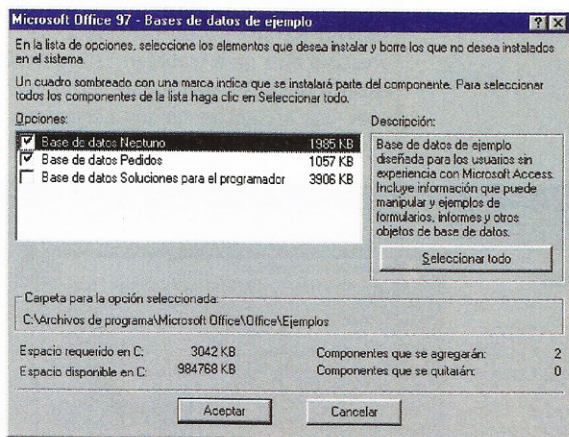 Microsoft Office 97 - Bases de datos de ejemplo
En la lista de opciones, seleccione los elementos que desea instalar y borre los que no desea instalados
en el sistema.
Un cuadro sombreado con una marca indica que se instalará parte del componente. Para seleccionar
todos los componentes de la lista haga clic en Seleccionar todo.
Opciones:
Base de datos Neptuno 1985 KB
Base de datos Pedidos 1057 KB
Base de datos Soluciones para el programador 3906 KB
Descripción:
Base de datos de ejemplo
diseñada para los usuarios sin
experiencia con Microsoft Access.
Incluye información que puede
manipular y ejemplos de
formularios, informes y otros
objetos de base de datos.
Seleccionar todo
Carpeta para la opción seleccionada:
C:\Archivos de programa\Microsoft Office\Office\Ejemplos
Espacio requerido en C: 3042 KB
Espacio disponible en C: 984768 KB
Componentes que se agregarán: 2
Componentes que se quitarán: 0
Aceptar
Cancelar